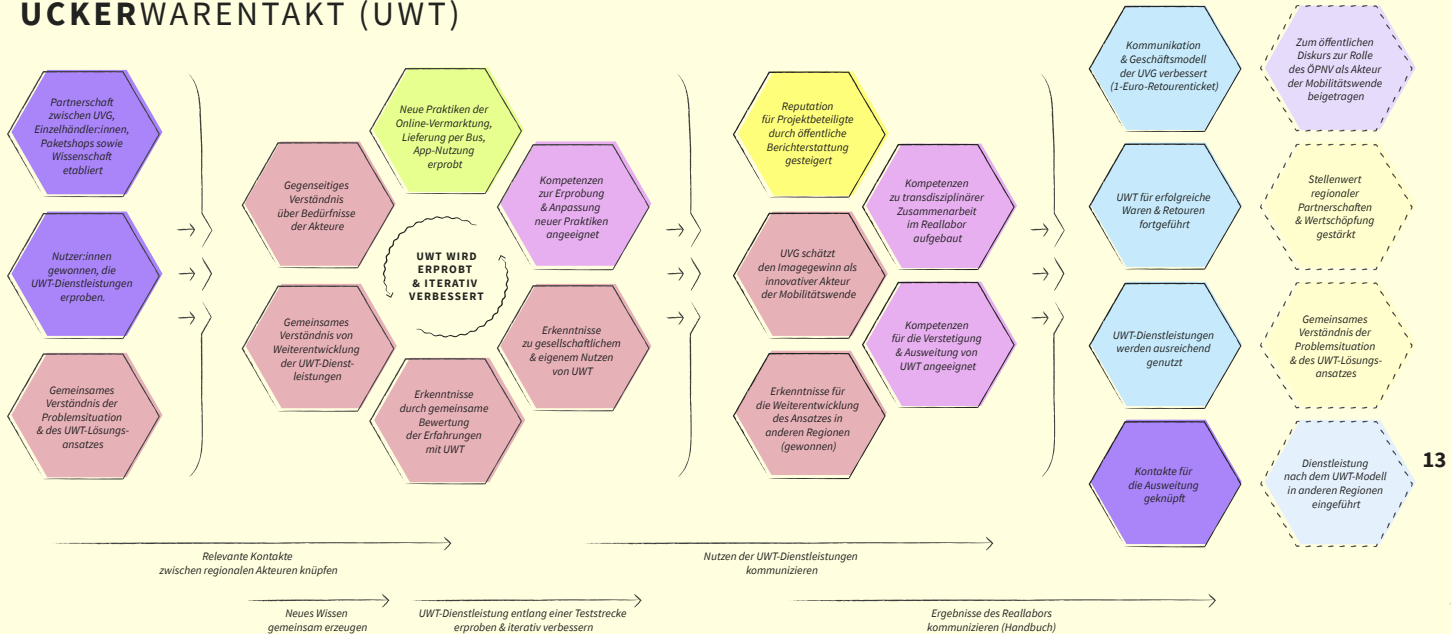 UCKERWARENTAKT (UWT)
Partnerschaft
zwischen UVG,
Einzelhändler:innen,
Paketshops sowie
Wissenschaft
etabliert
Nutzer:innen
gewonnen, die
UWT-Dienstleistungen
erproben.
Gemeinsames
Verständnis der
Problemsituation
& des UWT-Lösungs-
ansatzes
Gegenseitiges
Verständnis
über Bedürfnisse
der Akteure
Neue Praktiken der
Online-Vermarktung,
Lieferung per Bus,
App-Nutzung
erprobt
Kompetenzen
zur Erprobung
& Anpassung
neuer Praktiken
angeeignet
UWT WIRD
ERPROBT
& ITERATIV
VERBESSERT
Gemeinsames
Verständnis von
Weiterentwicklung
der UWT-Dienst-
leistungen
Erkenntnisse
durch gemeinsame
Bewertung
der Erfahrungen
mit UWT
Erkenntnisse
zu gesellschaftlichem
& eigenem Nutzen
von UWT
Reputation
für Projektbeteiligte
durch öffentliche
Berichterstattung
gesteigert
Kompetenzen
zu transdisziplinärer
Zusammenarbeit
im Reallabor
aufgebaut
UVG schätzt
den Imagegewinn als
innovativer Akteur
der Mobilitätswende
Kompetenzen
für die Verstetigung
& Ausweitung von
UWT angeeignet
Erkenntnisse für
die Weiterentwicklung
des Ansatzes in
anderen Regionen
(gewonnen)
Kommunikation
& Geschäftsmodell
der UVG verbessert
(1-Euro-Retourenticket)
UWT für erfolgreiche
Waren & Retouren
fortgeführt
UWT-Dienstleistungen
werden ausreichend
genutzt
Kontakte für
die Ausweitung
geknüpft
Zum öffentlichen
Diskurs zur Rolle
des ÖPNV als Akteur
der Mobilitätswende
beigetragen
Stellenwert
regionaler
Partnerschaften
& Wertschöpfung
gestärkt
Gemeinsames
Verständnis der
Problemsituation
& des UWT-Lösungs-
ansatzes
Dienstleistung
nach dem UWT-Modell
in anderen Regionen
eingeführt
13
Relevante Kontakte
zwischen regionalen Akteuren knüpfen
Nutzen der UWT-Dienstleistungen
kommunizieren
Neues Wissen
gemeinsam erzeugen
UWT-Dienstleistung entlang einer Teststrecke
erproben & iterativ verbessern
Ergebnisse des Reallabors
kommunizieren (Handbuch)